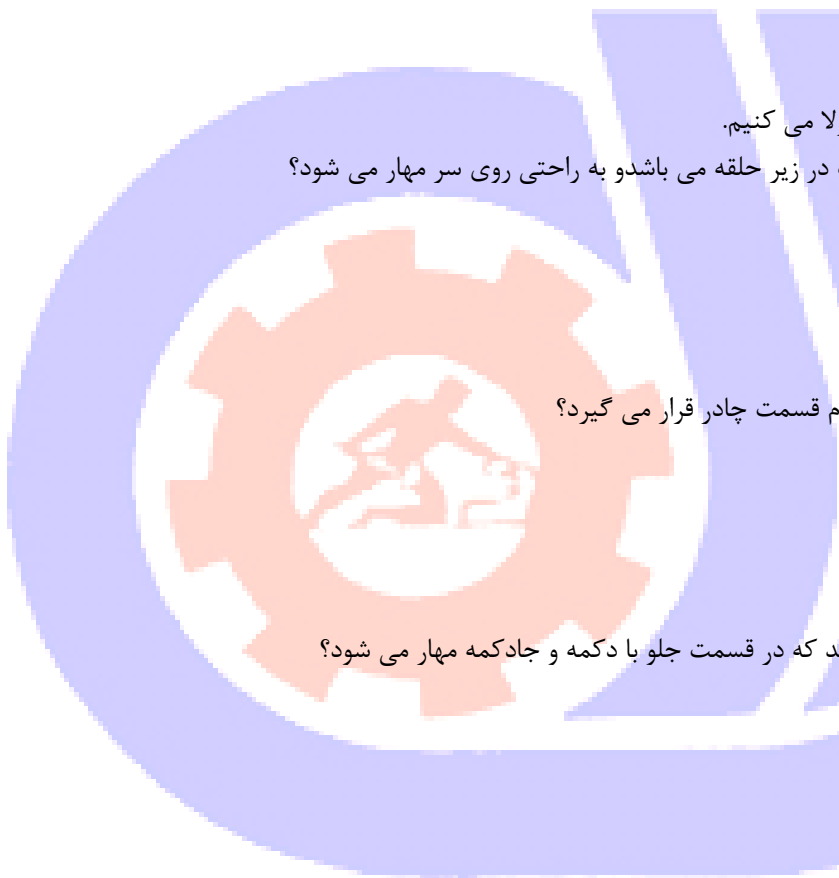 می کنیم.
در زیر حلقه می باشدو به راحتی روی سر مهار می شود؟
قسمت چادر قرار می گیرد؟
که در قسمت جلو با دکمه و جادکمه مهار می شود؟